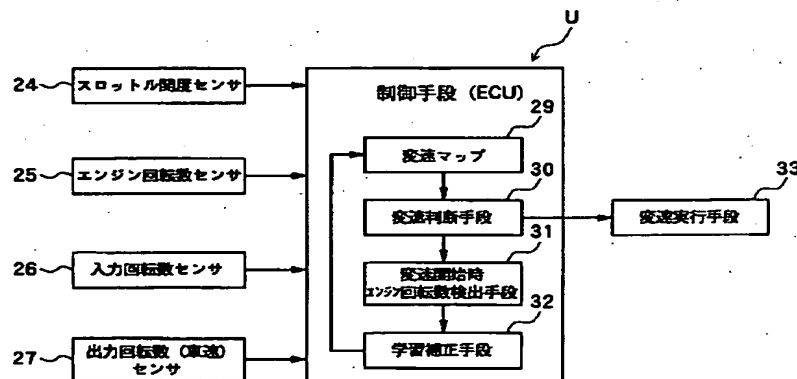 U
24
スロットル開度センサ
制御手段 (ECU)
29
変速マップ
25
エンジン回転数センサ
30
33
変速判断手段
変速実行手段
31
26
入力回転数センサ
変速開始時
エンジン回転数検出手段
32
27
出力回転数 (車速)
センサ
学習補正手段